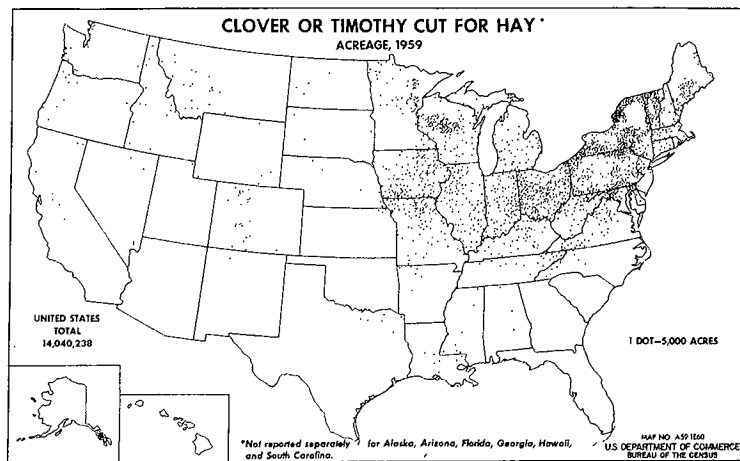 CLOVER OR TIMOTHY CUT FOR HAY*
ACREAGE, 1959
UNITED STATES
TOTAL
14,040,238
1 DOT—5,000 ACRES
*Not reported separately for Alaska, Arizona, Florida, Georgia, Hawaii,
and South Carolina.
MAP NO. A59-1E60
U.S DEPARTMENT OF COMMERCE
BUREAU OF THE CENSUS